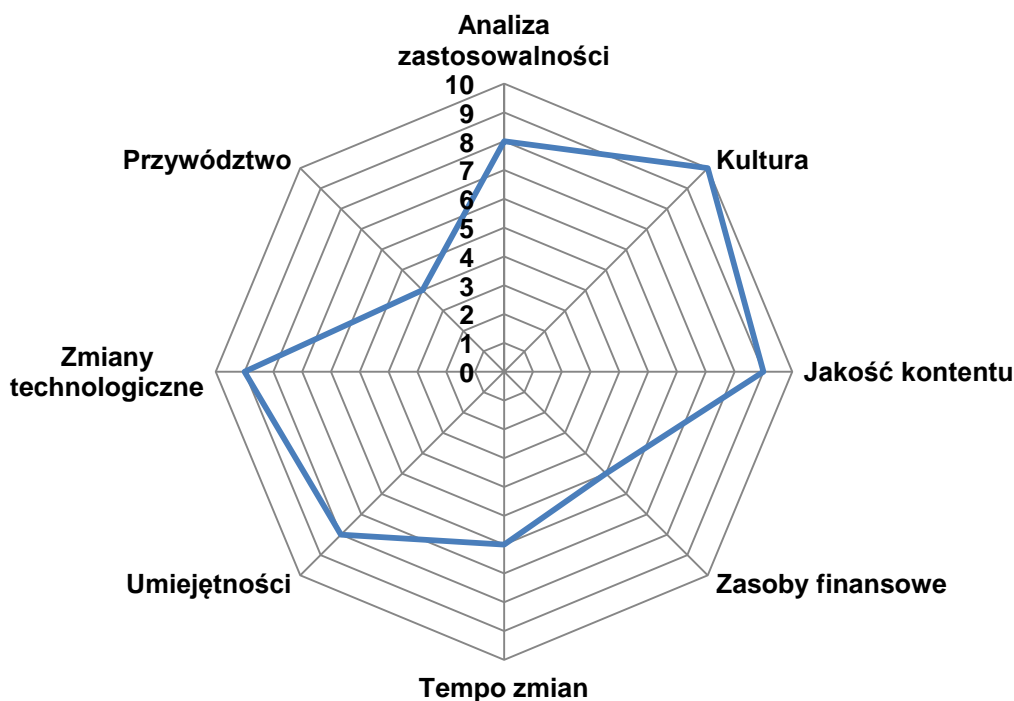 Analiza
zastosowalności
10
9
8
7
6
5
4
3
2
1
0
Kultura
Jakość kontentu
Zasoby finansowe
Tempo zmian
Umiejętności
Zmiany
technologiczne
Przywództwo